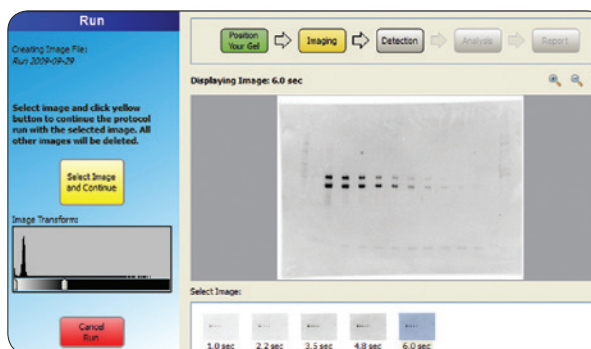 Run
Creating Image File:
Run 2009-09-29
Select image and click yellow
button to continue the protocol
run with the selected image. All
other images will be deleted.
Select Image
and Continue
Image Transform:
Cancel
Run
Position
Your Gel
Imaging
Detection
Analysis
Report
Displaying Image: 6.0 sec
Select Image:
1.0 sec
2.2 sec
3.5 sec
4.8 sec
6.0 sec